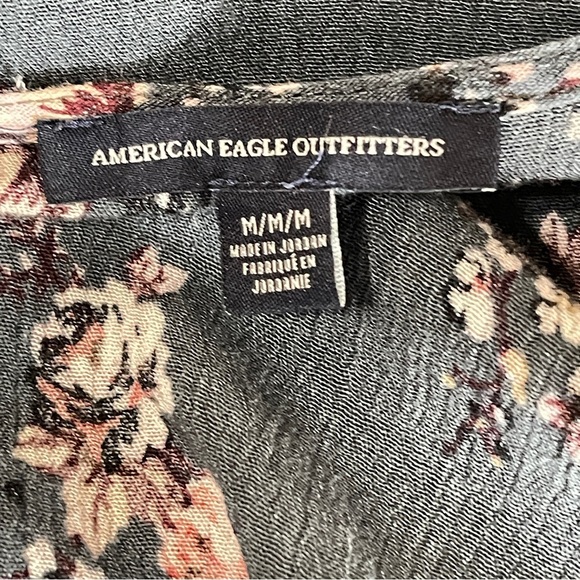 AMERICAN EAGLE OUTFITTERS
M/M/M
MADE IN JORDAN
FABRIQUÉ EN
JORDANIE